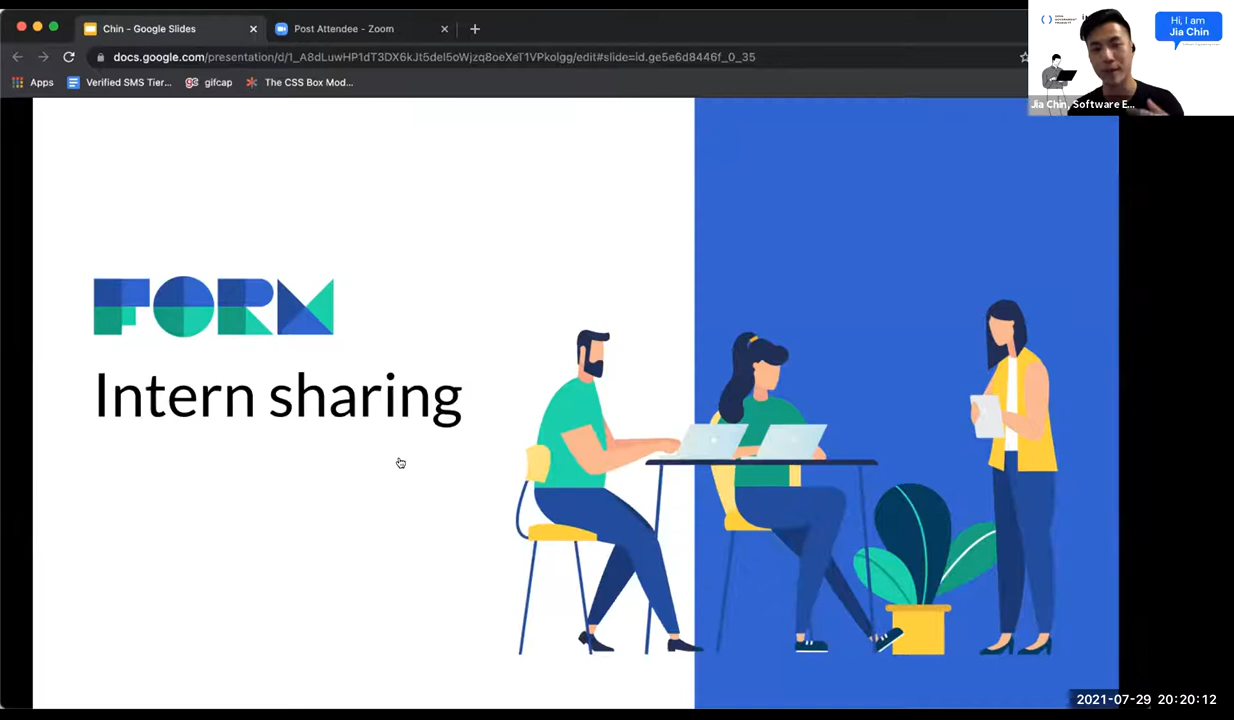 Chin - Google Slides
Post Attendee - Zoom
docs.google.com/presentation/d/1_A8dLuwHP1dT3DX6kJt5del5oWjzq8oeXeT1VPkolgg/edit#slide=id.ge5e6d8446f_0_35
Apps
Verified SMS Tier...
gifcap
The CSS Box Mod...
Hi, I am
Jia Chin
Jia Chin, Software E...
FORM
Intern sharing
2021-07-29 20:20:12